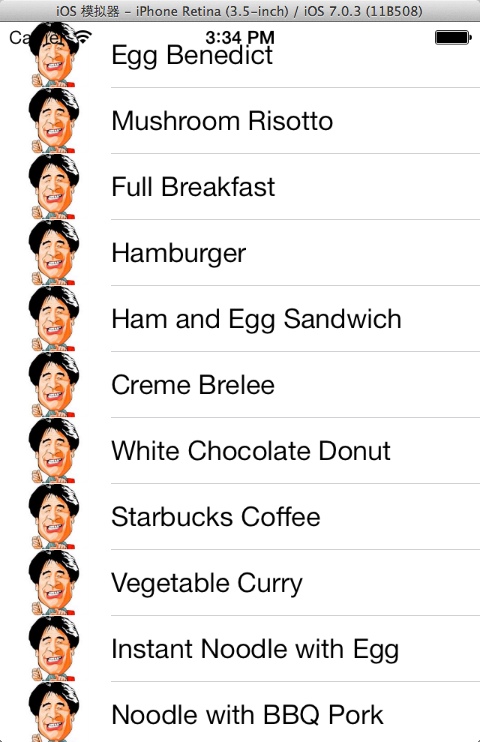 iOS 模拟器 - iPhone Retina (3.5-inch) / iOS 7.0.3 (11B508)
3:34 PM
Egg Benedict
Mushroom Risotto
Full Breakfast
Hamburger
Ham and Egg Sandwich
Creme Brelee
White Chocolate Donut
Starbucks Coffee
Vegetable Curry
Instant Noodle with Egg
Noodle with BBQ Pork